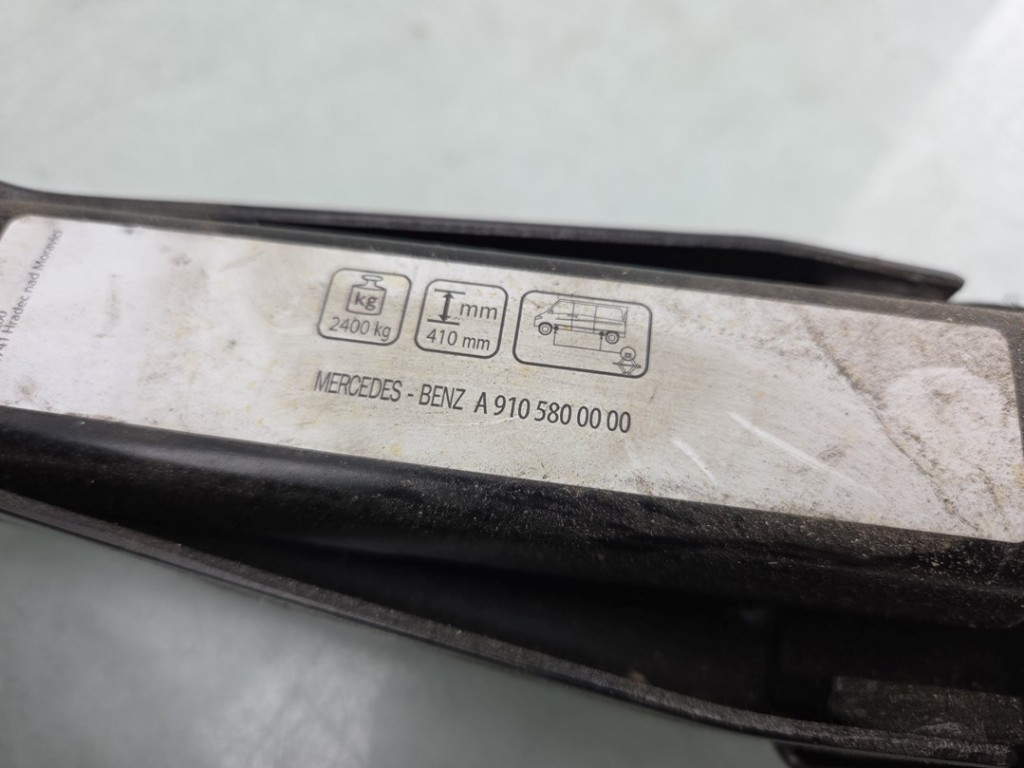 kg
2400 kg
mm
410 mm
MERCEDES - BENZ A 910 580 00 00
Hradec nad Moravicí